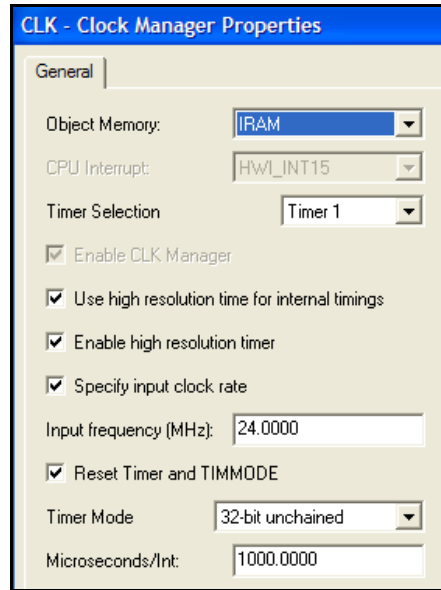 CLK - Clock Manager Properties
General
Object Memory: IRAM
CPU Interrupt: HWI_INT15
Timer Selection Timer 1
Enable CLK Manager
Use high resolution time for internal timings
Enable high resolution timer
Specify input clock rate
Input frequency (MHz): 24.0000
Reset Timer and TIMMODE
Timer Mode 32-bit unchained
Microseconds/Int: 1000.0000